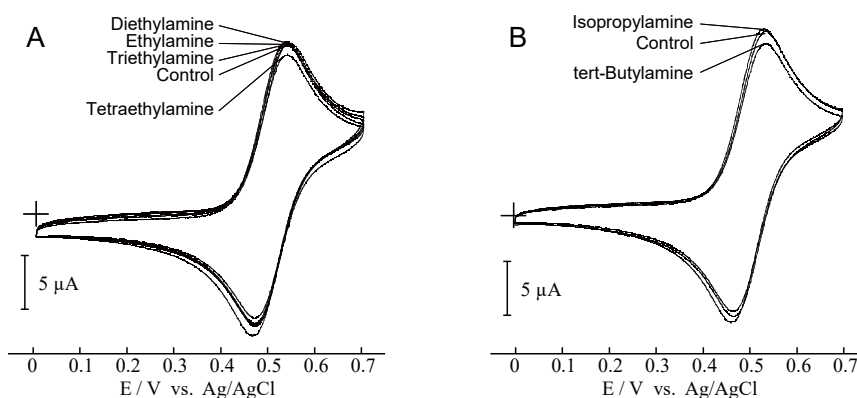 A
Diethylamine
Ethylamine
Triethylamine
Control
Tetraethylamine
5 µA
0 0.1 0.2 0.3 0.4 0.5 0.6 0.7
E / V vs. Ag/AgCl
B
Isopropylamine
Control
tert-Butylamine
5 µA
0 0.1 0.2 0.3 0.4 0.5 0.6 0.7
E / V vs. Ag/AgCl